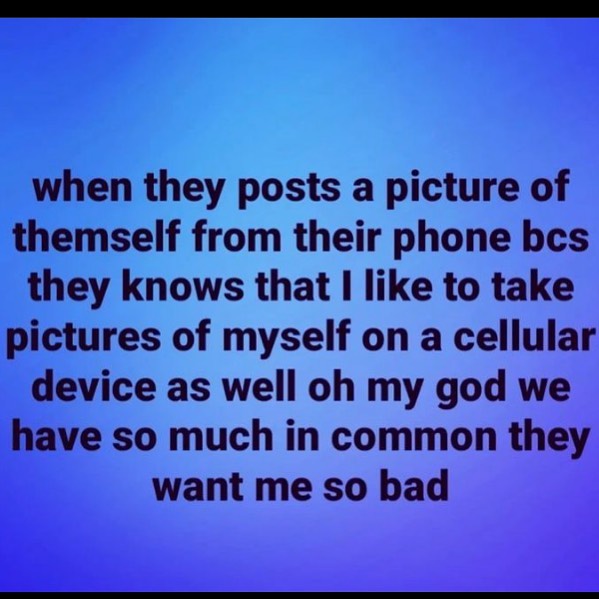 when they posts a picture of
themself from their phone bcs
they knows that I like to take
pictures of myself on a cellular
device as well oh my god we
have so much in common they
want me so bad